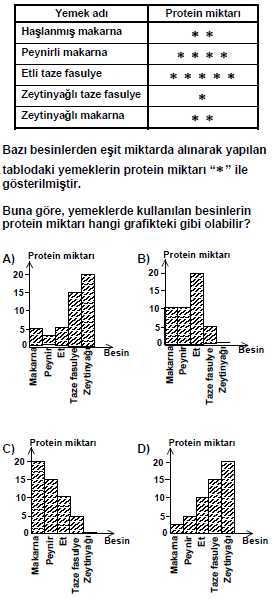 Yemek adı Protein miktarı
Haşlanmış makarna * *
Peynirli makarna * * * *
Etli taze fasulye * * * * *
Zeytinyağlı taze fasulye *
Zeytinyağlı makarna * *
Bazı besinlerden eşit miktarda alınarak yapılan
tablodaki yemeklerin protein miktarı “*” ile
gösterilmiştir.
Buna göre, yemeklerde kullanılan besinlerin
protein miktarı hangi grafikteki gibi olabilir?
A) Protein miktarı
20
15
10
5
0
Makarna
Peynir
Et
Taze fasulye
Zeytinyağı
Besin
B) Protein miktarı
20
15
10
5
0
Makarna
Peynir
Et
Taze fasulye
Zeytinyağı
Besin
C) Protein miktarı
20
15
10
5
0
Makarna
Peynir
Et
Taze fasulye
Zeytinyağı
Besin
D) Protein miktarı
20
15
10
5
0
Makarna
Peynir
Et
Taze fasulye
Zeytinyağı
Besin